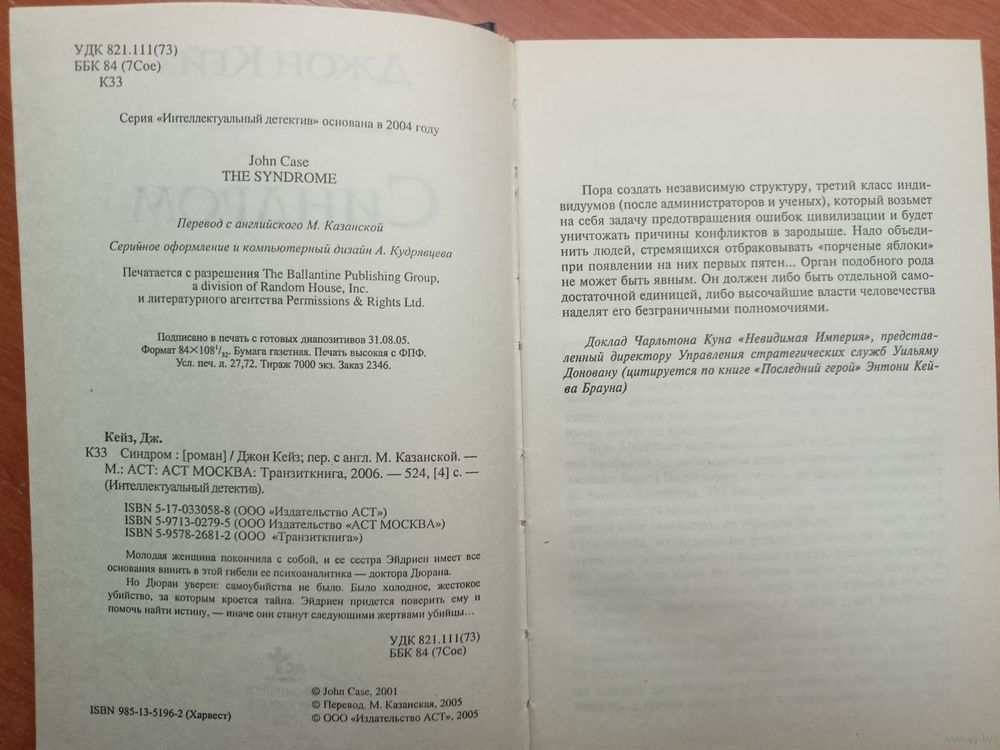 УДК 821.111(73)
ББК 84 (7Сое)
К33
Серия «Интеллектуальный детектив» основана в 2004 году
John Case
THE SYNDROME
Перевод с английского М. Казанской
Серийное оформление и компьютерный дизайн А. Кудрявцева
Печатается с разрешения The Ballantine Publishing Group,
a division of Random House, Inc.
и литературного агентства Permissions & Rights Ltd.
Подписано в печать с готовых диапозитивов 31.08.05.
Формат 84×108 1/32. Бумага газетная. Печать высокая с ФПФ.
Усл. печ. л. 27,72. Тираж 7000 экз. Заказ 2346.
Кейз, Дж.
К33 Синдром : [роман] / Джон Кейз; пер. с англ. М. Казанской. —
М.: АСТ: АСТ МОСКВА: Транзиткнига, 2006. — 524, [4] с. —
(Интеллектуальный детектив).
ISBN 5-17-033058-8 (ООО «Издательство АСТ»)
ISBN 5-9713-0279-5 (ООО Издательство «АСТ МОСКВА»)
ISBN 5-9578-2681-2 (ООО «Транзиткнига»)
Молодая женщина покончила с собой, и ее сестра Эйдриен имеет все
основания винить в этой гибели ее психоаналитика — доктора Дюрана.
Но Дюран уверен: самоубийства не было. Было холодное, жестокое
убийство, за которым кроется тайна. Эйдриен придется поверить ему и
помочь найти истину, — иначе они станут следующими жертвами убийцы...
УДК 821.111(73)
ББК 84 (7Сое)
© John Case, 2001
© Перевод. М. Казанская, 2005
© ООО «Издательство АСТ», 2005
ISBN 985-13-5196-2 (Харвест)
Пора создать независимую структуру, третий класс инди-
видуумов (после администраторов и ученых), который возьмет
на себя задачу предотвращения ошибок цивилизации и будет
уничтожать причины конфликтов в зародыше. Надо объеди-
нить людей, стремящихся отбраковывать «порченые яблоки»
при появлении на них первых пятен... Орган подобного рода
не может быть явным. Он должен либо быть отдельной само-
достаточной единицей, либо высочайшие власти человечества
наделят его безграничными полномочиями.
Доклад Чарльтона Куна «Невидимая Империя», представ-
ленный директору Управления стратегических служб Уильяму
Доновану (цитируется по книге «Последний герой» Энтони Кей-
ва Брауна)
www.ay.by